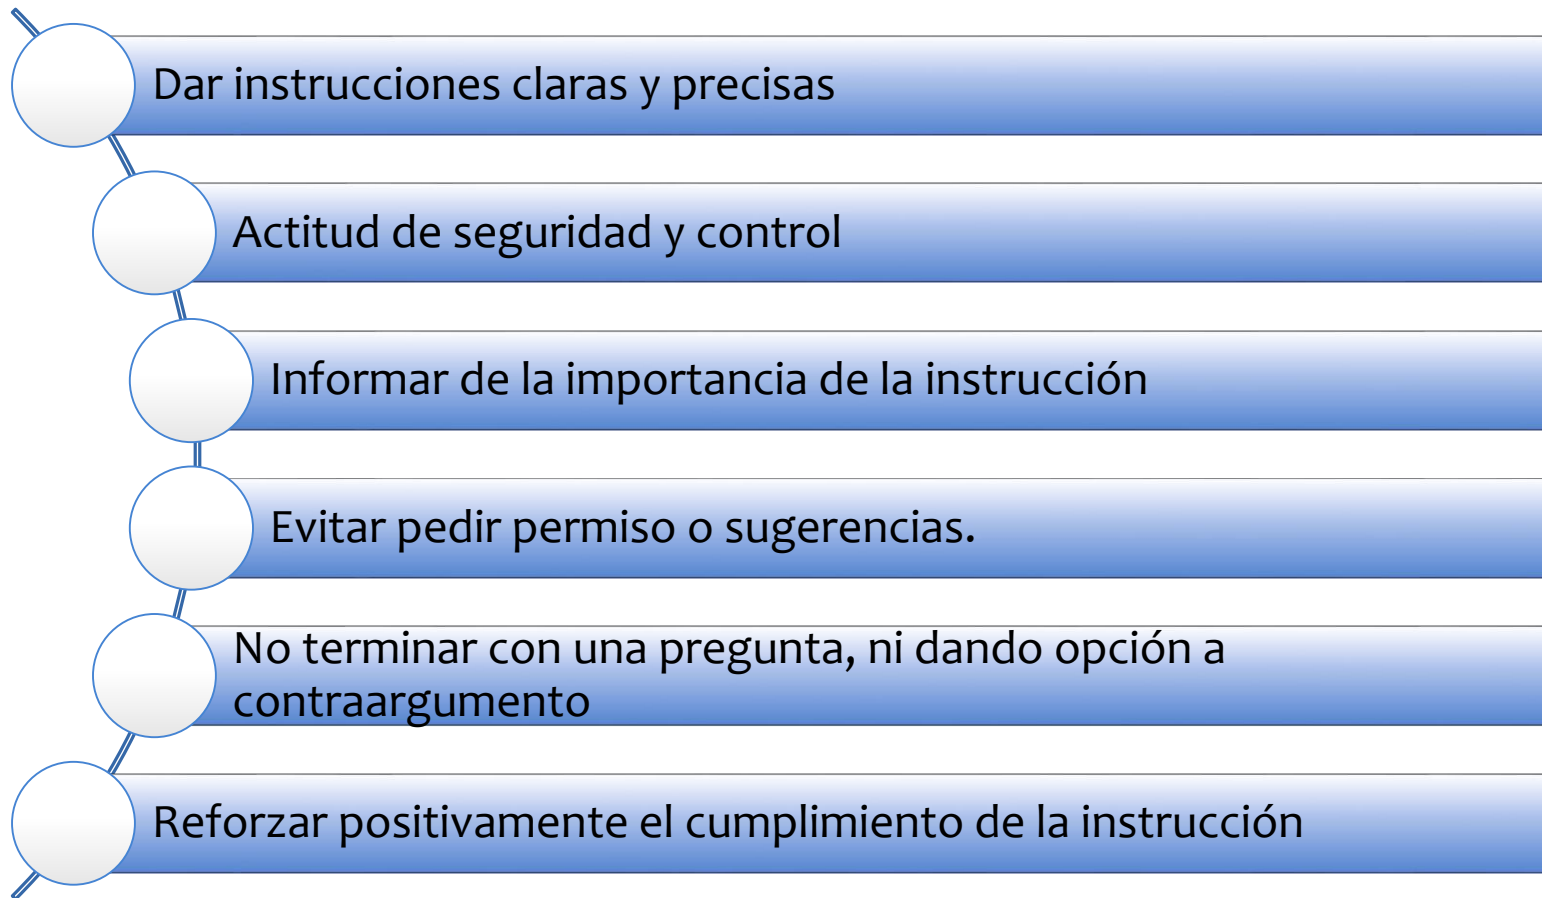 Dar instrucciones claras y precisas
Actitud de seguridad y control
Informar de la importancia de la instrucción
Evitar pedir permiso o sugerencias.
No terminar con una pregunta, ni dando opción a
contraargumento
Reforzar positivamente el cumplimiento de la instrucción